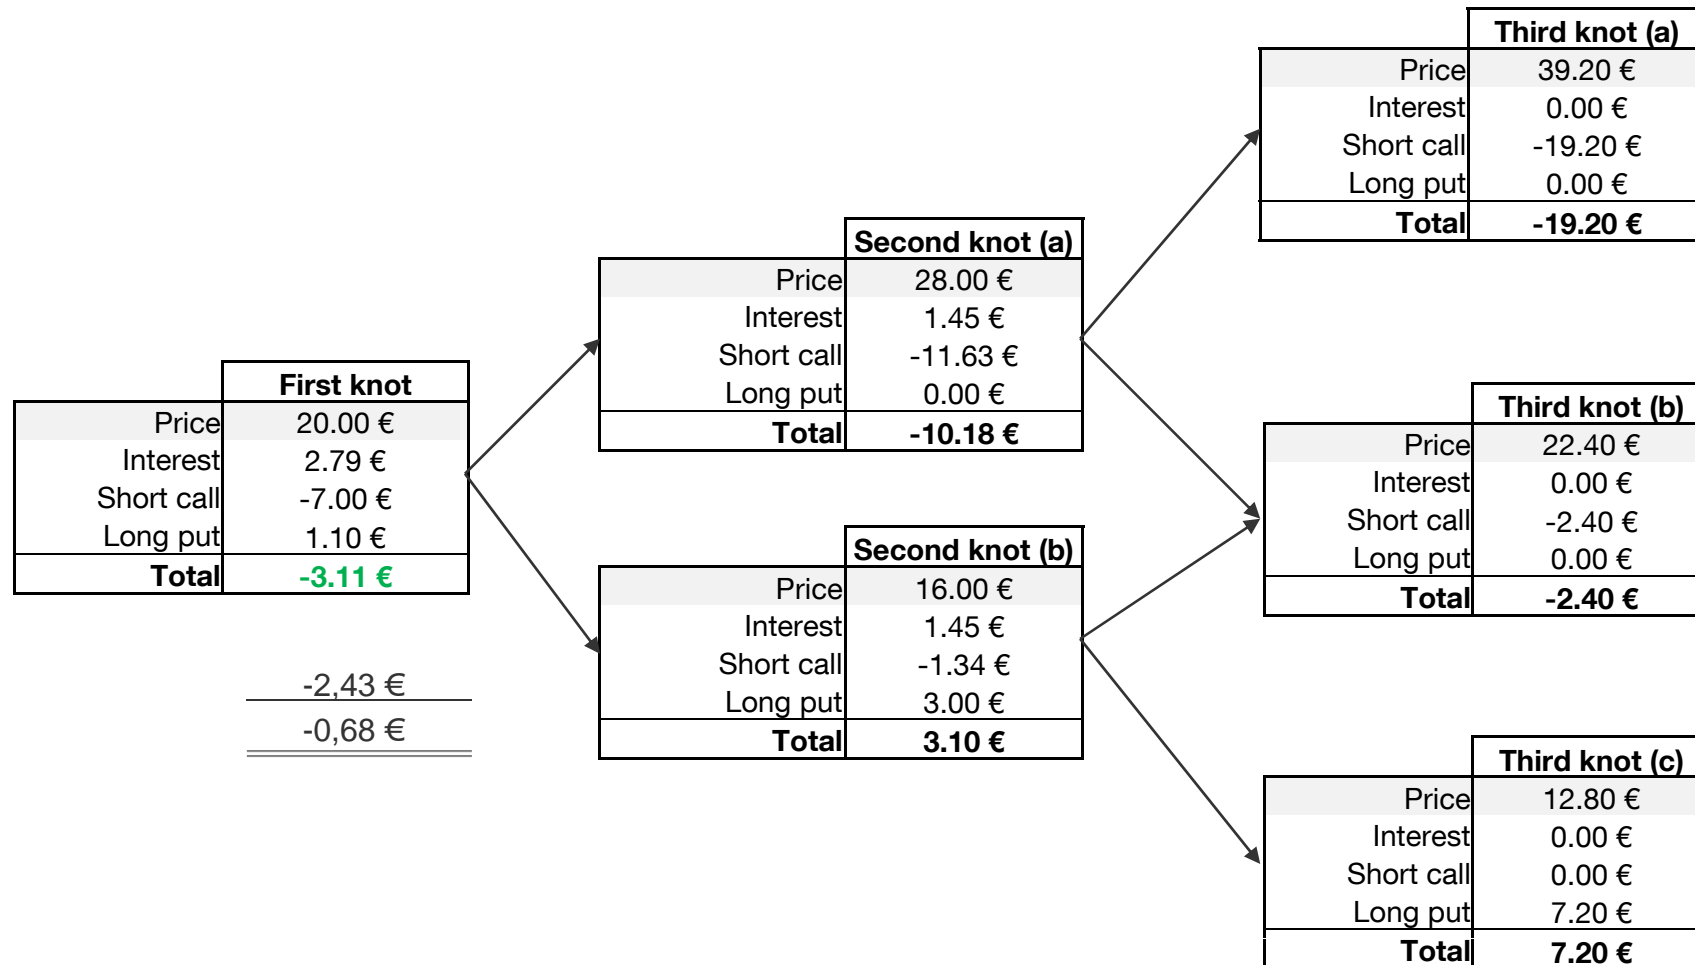 First knot
Price 20.00 €
Interest 2.79 €
Short call -7.00 €
Long put 1.10 €
Total -3.11 €
-2,43 €
-0,68 €
Second knot (a)
Price 28.00 €
Interest 1.45 €
Short call -11.63 €
Long put 0.00 €
Total -10.18 €
Second knot (b)
Price 16.00 €
Interest 1.45 €
Short call -1.34 €
Long put 3.00 €
Total 3.10 €
Third knot (a)
Price 39.20 €
Interest 0.00 €
Short call -19.20 €
Long put 0.00 €
Total -19.20 €
Third knot (b)
Price 22.40 €
Interest 0.00 €
Short call -2.40 €
Long put 0.00 €
Total -2.40 €
Third knot (c)
Price 12.80 €
Interest 0.00 €
Short call 0.00 €
Long put 7.20 €
Total 7.20 €